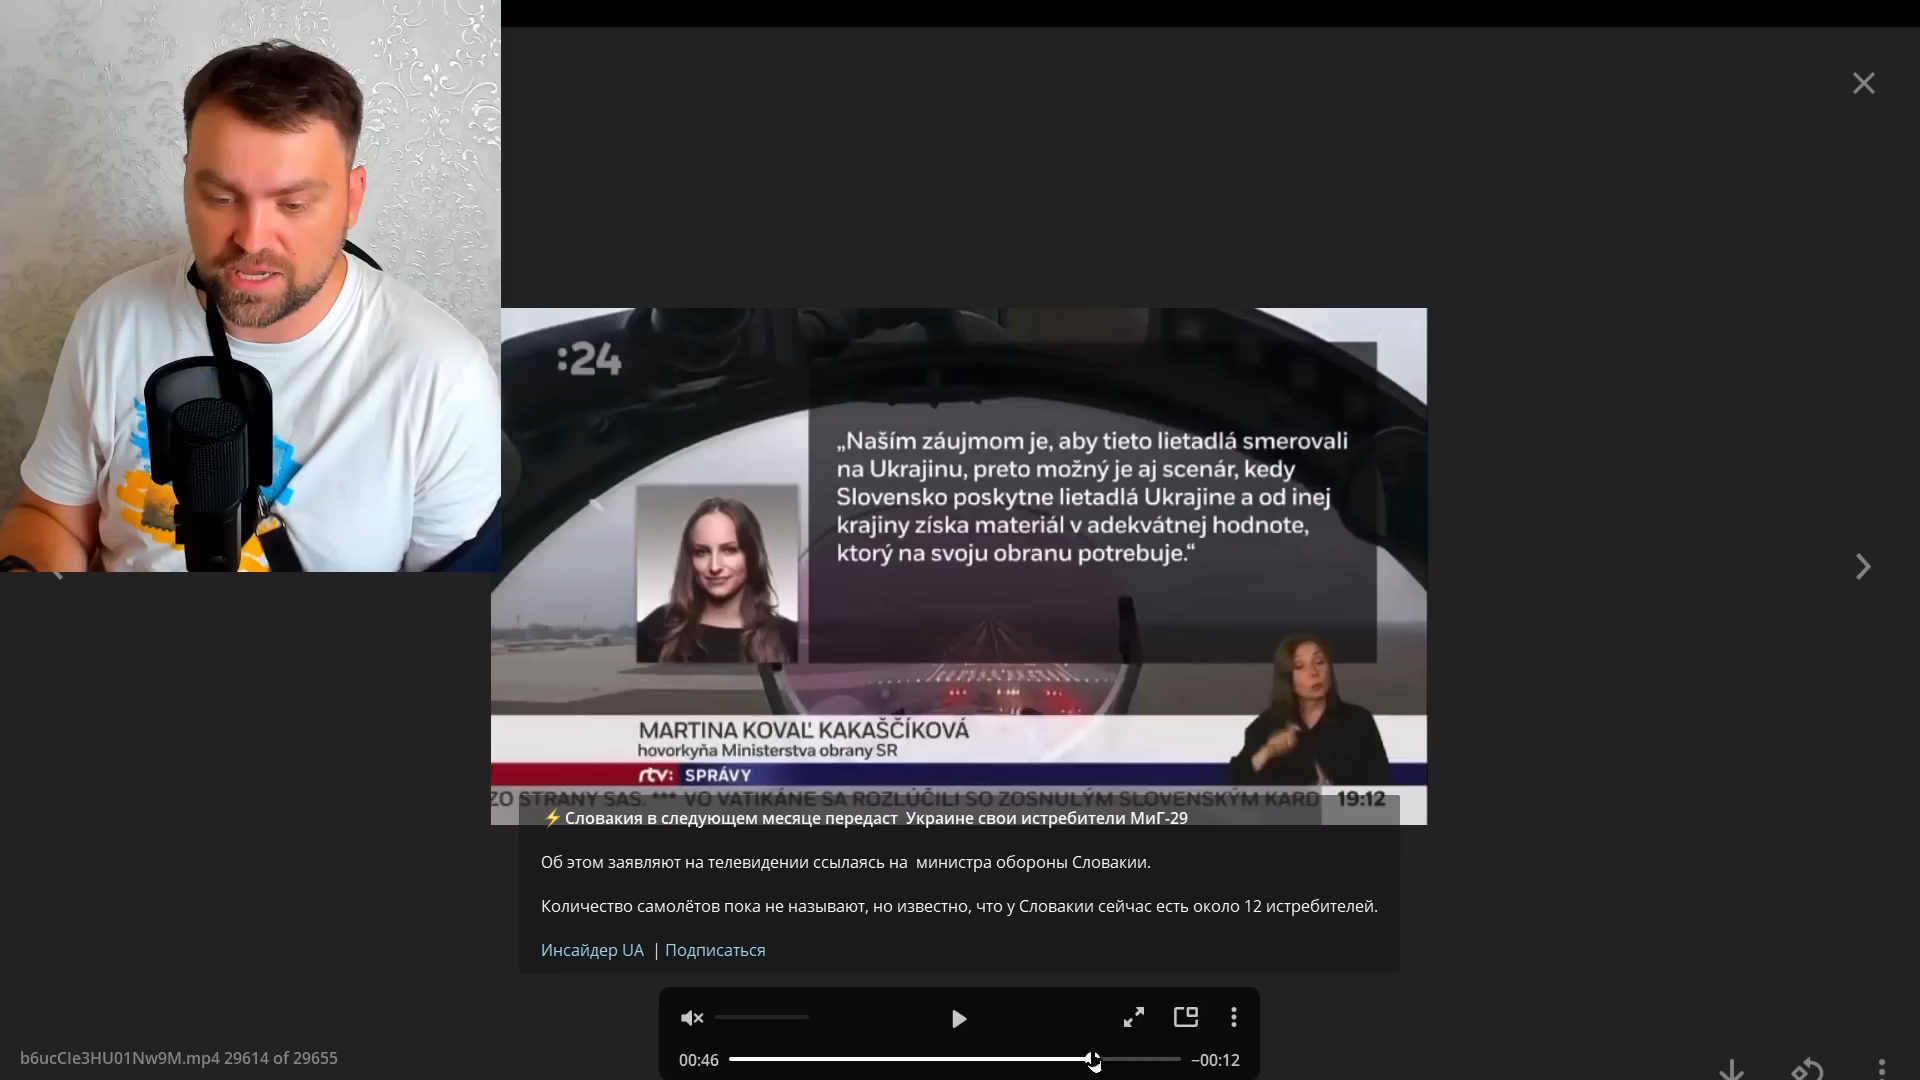 :24
„Naším záujmom je, aby tieto lietadlá smerovali
na Ukrajinu, preto možný je aj scenár, kedy
Slovensko poskytne lietadlá Ukrajine a od inej
krajiny získa materiál v adekvátnej hodnote,
ktorý na svoju obranu potrebuje.“
MARTINA KOVAĽ KAKAŠČÍKOVÁ
hovorkyňa Ministerstva obrany SR
rtv: SPRÁVY
ZO STRANY SAS. *** VO VATIKÁNE SA ROZLÚČILI SO ZOSNULÝM SLOVENSKÝM KARD 19:12
⚡Словакия в следующем месяце передаст  Украине свои истребители МиГ-29
Об этом заявляют на телевидении ссылаясь на  министра обороны Словакии.
Количество самолётов пока не называют, но известно, что у Словакии сейчас есть около 12 истребителей.
Инсайдер UA  | Подписаться
00:46 −00:12
b6ucCIe3HU01Nw9M.mp4 29614 of 29655